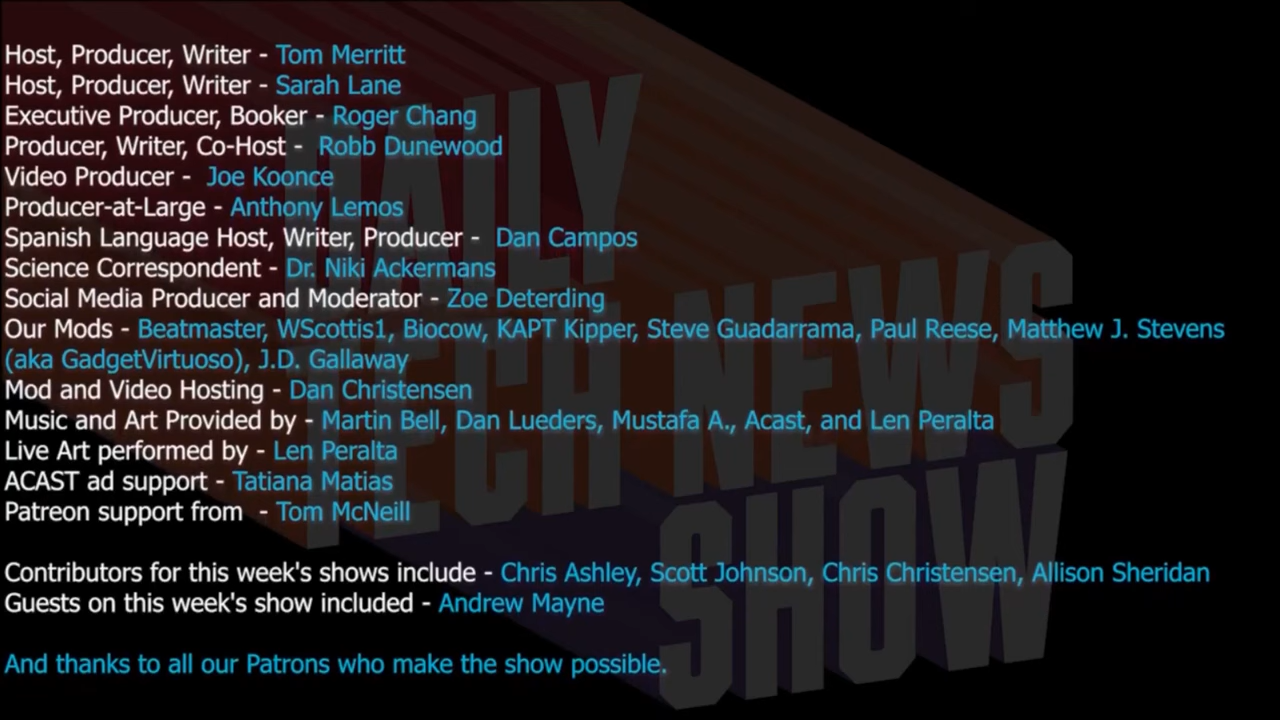 Host, Producer, Writer - Tom Merritt
Host, Producer, Writer - Sarah Lane
Executive Producer, Booker - Roger Chang
Producer, Writer, Co-Host - Robb Dunewood
Video Producer - Joe Koonce
Producer-at-Large - Anthony Lemos
Spanish Language Host, Writer, Producer - Dan Campos
Science Correspondent - Dr. Niki Ackermans
Social Media Producer and Moderator - Zoe Deterding
Our Mods - Beatmaster, WScottis1, Biocow, KAPT Kipper, Steve Guadarrama, Paul Reese, Matthew J. Stevens
(aka GadgetVirtuoso), J.D. Gallaway
Mod and Video Hosting - Dan Christensen
Music and Art Provided by - Martin Bell, Dan Lueders, Mustafa A., Acast, and Len Peralta
Live Art performed by - Len Peralta
ACAST ad support - Tatiana Matias
Patreon support from - Tom McNeill
Contributors for this week's shows include - Chris Ashley, Scott Johnson, Chris Christensen, Allison Sheridan
Guests on this week's show included - Andrew Mayne
And thanks to all our Patrons who make the show possible.
DAILY
TECH NEWS
SHOW